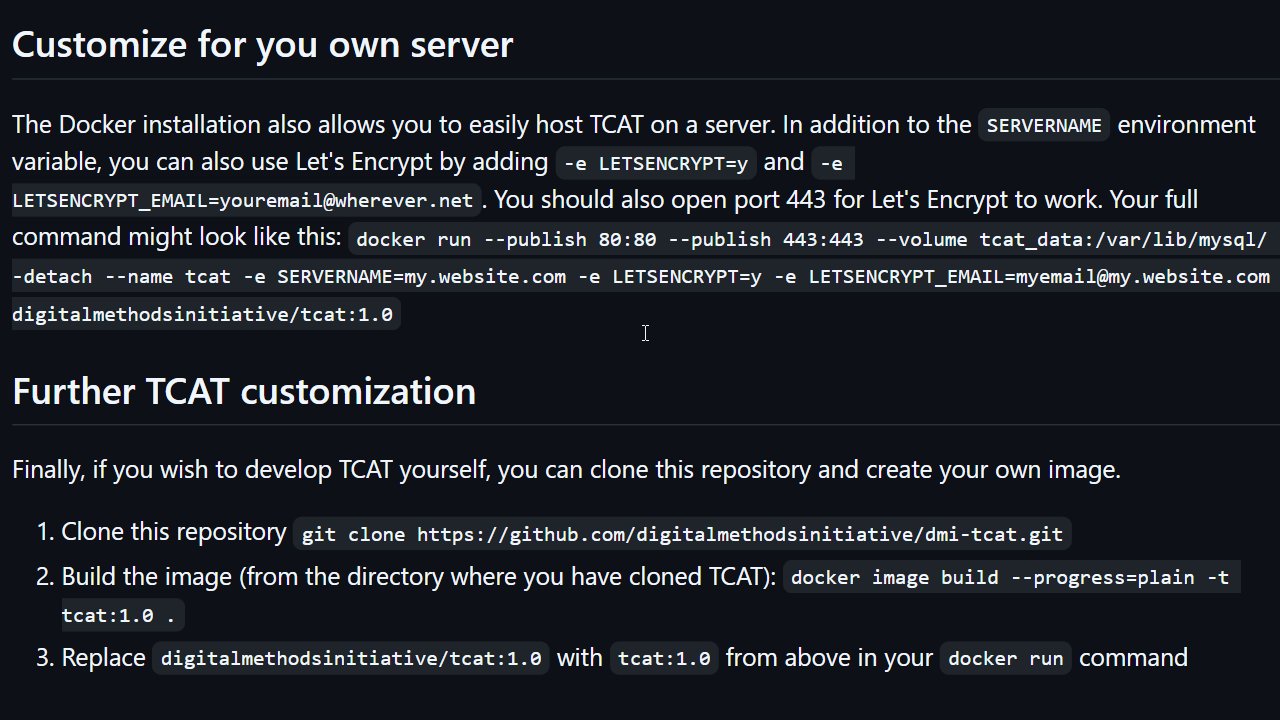 Customize for you own server
The Docker installation also allows you to easily host TCAT on a server. In addition to the SERVERNAME environment
variable, you can also use Let's Encrypt by adding -e LETSENCRYPT=y and -e
LETSENCRYPT_EMAIL=youremail@wherever.net. You should also open port 443 for Let's Encrypt to work. Your full
command might look like this: docker run --publish 80:80 --publish 443:443 --volume tcat_data:/var/lib/mysql/
-detach --name tcat -e SERVERNAME=my.website.com -e LETSENCRYPT=y -e LETSENCRYPT_EMAIL=myemail@my.website.com
digitalmethodsinitiative/tcat:1.0
Further TCAT customization
Finally, if you wish to develop TCAT yourself, you can clone this repository and create your own image.
1. Clone this repository git clone https://github.com/digitalmethodsinitiative/dmi-tcat.git
2. Build the image (from the directory where you have cloned TCAT): docker image build --progress=plain -t
tcat:1.0 .
3. Replace digitalmethodsinitiative/tcat:1.0 with tcat:1.0 from above in your docker run command